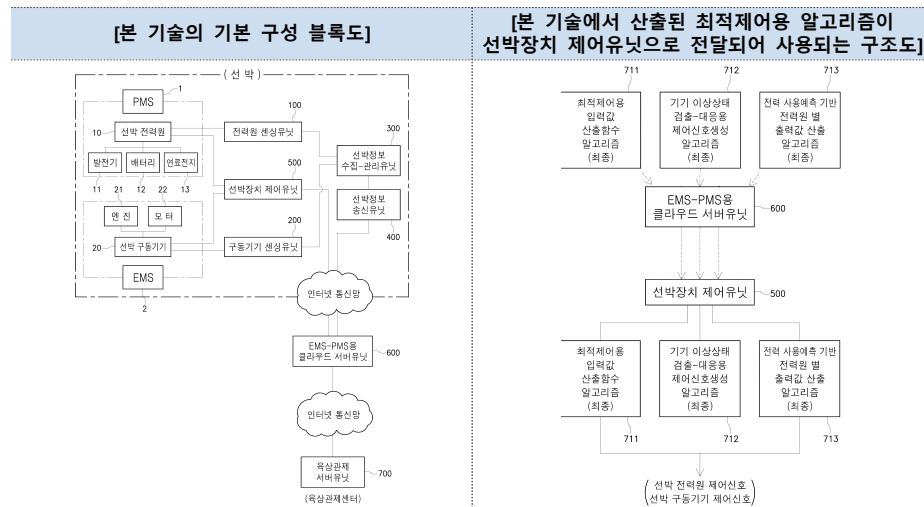 [본 기술의 기본 구성 블록도]
[본 기술에서 산출된 최적제어용 알고리즘이
선박장치 제어유닛으로 전달되어 사용되는 구조도]
(선박)
PMS
1
10
선박 전력원
발전기
배터리
연료전지
11
12
13
21
22
엔진
모터
20
선박 구동기기
EMS
2
100
전력원 센싱유닛
500
선박장치 제어유닛
200
구동기기 센싱유닛
300
선박정보
수집-관리유닛
선박정보
송신유닛
400
인터넷 통신망
EMS-PMS용
클라우드 서버유닛
600
인터넷 통신망
육상관제
서버유닛
700
(육상관제센터)
711
712
713
최적제어용
입력값
산출함수
알고리즘
(최종)
기기 이상상태
검출-대응용
제어신호생성
알고리즘
(최종)
전력 사용예측 기반
전력원 별
출력값 산출
알고리즘
(최종)
EMS-PMS용
클라우드 서버유닛
600
선박장치 제어유닛
500
최적제어용
입력값
산출함수
알고리즘
(최종)
기기 이상상태
검출-대응용
제어신호생성
알고리즘
(최종)
전력 사용예측 기반
전력원 별
출력값 산출
알고리즘
(최종)
711
712
713
(선박 전력원 제어신호
선박 구동기기 제어신호)